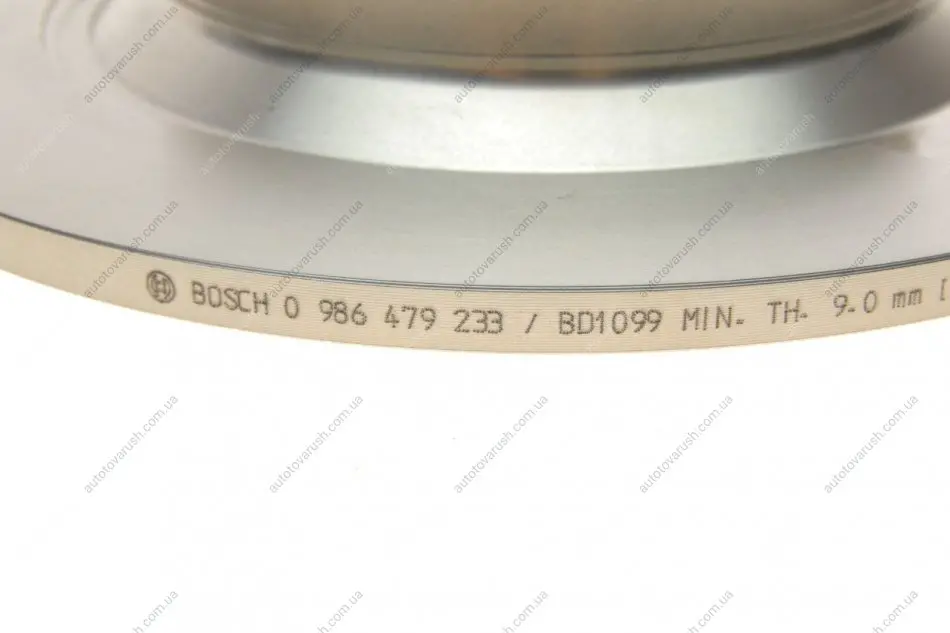 BOSCH 0 986 479 233 / BD1099 MIN. TH. 9.0 mm [
autotovarush.com.ua